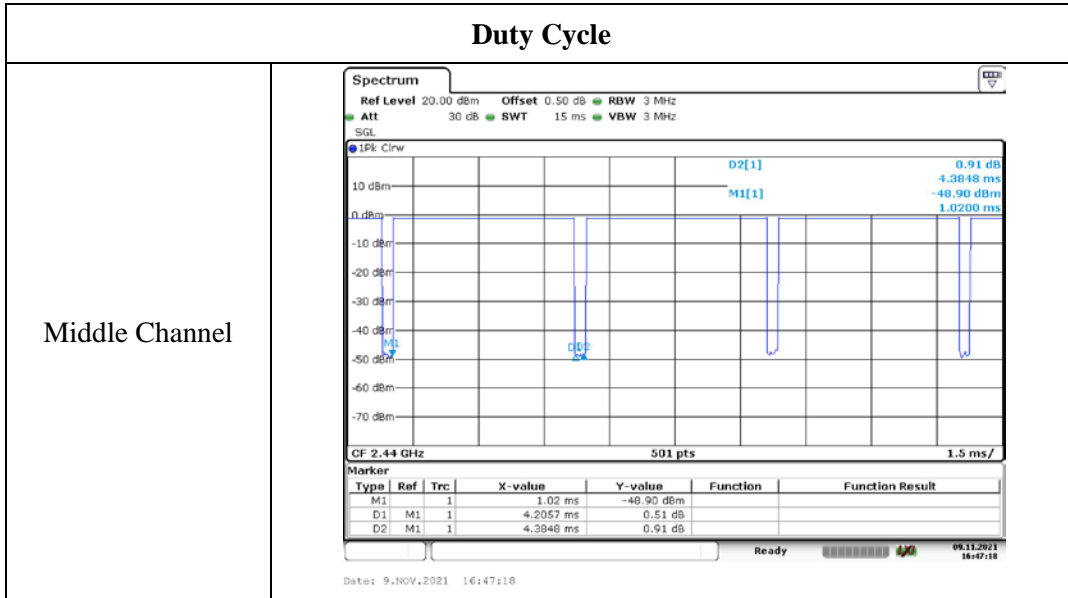 Duty Cycle
Middle Channel
Spectrum
Ref Level 20.00 dBm Offset 0.50 dB RBW 3 MHz
Att 30 dB SWT 15 ms VBW 3 MHz
SGL
1Pk Clrw
D2[1] 0.91 dB
4.3848 ms
M1[1] -48.90 dBm
1.0200 ms
10 dBm
0 dBm
-10 dBm
-20 dBm
-30 dBm
-40 dBm
M1
D2
-50 dBm
-60 dBm
-70 dBm
CF 2.44 GHz 501 pts 1.5 ms/
Marker
Type Ref Trc X-value Y-value Function Function Result
M1 1 1.02 ms -48.90 dBm
D1 M1 1 4.2057 ms 0.51 dB
D2 M1 1 4.3848 ms 0.91 dB
Ready 09.11.2021
16:47:18
Date: 9.NOV.2021 16:47:18